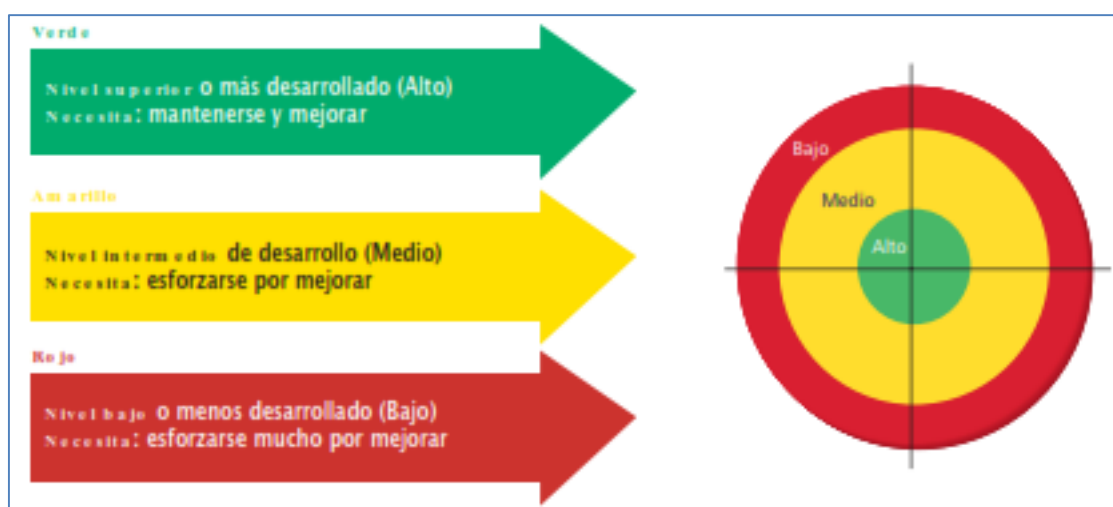 Verde
Nivel superior o más desarrollado (Alto)
Necesita: mantenerse y mejorar
Amarillo
Nivel intermedio de desarrollo (Medio)
Necesita: esforzarse por mejorar
Rojo
Nivel bajo o menos desarrollado (Bajo)
Necesita: esforzarse mucho por mejorar
Bajo
Medio
Alto